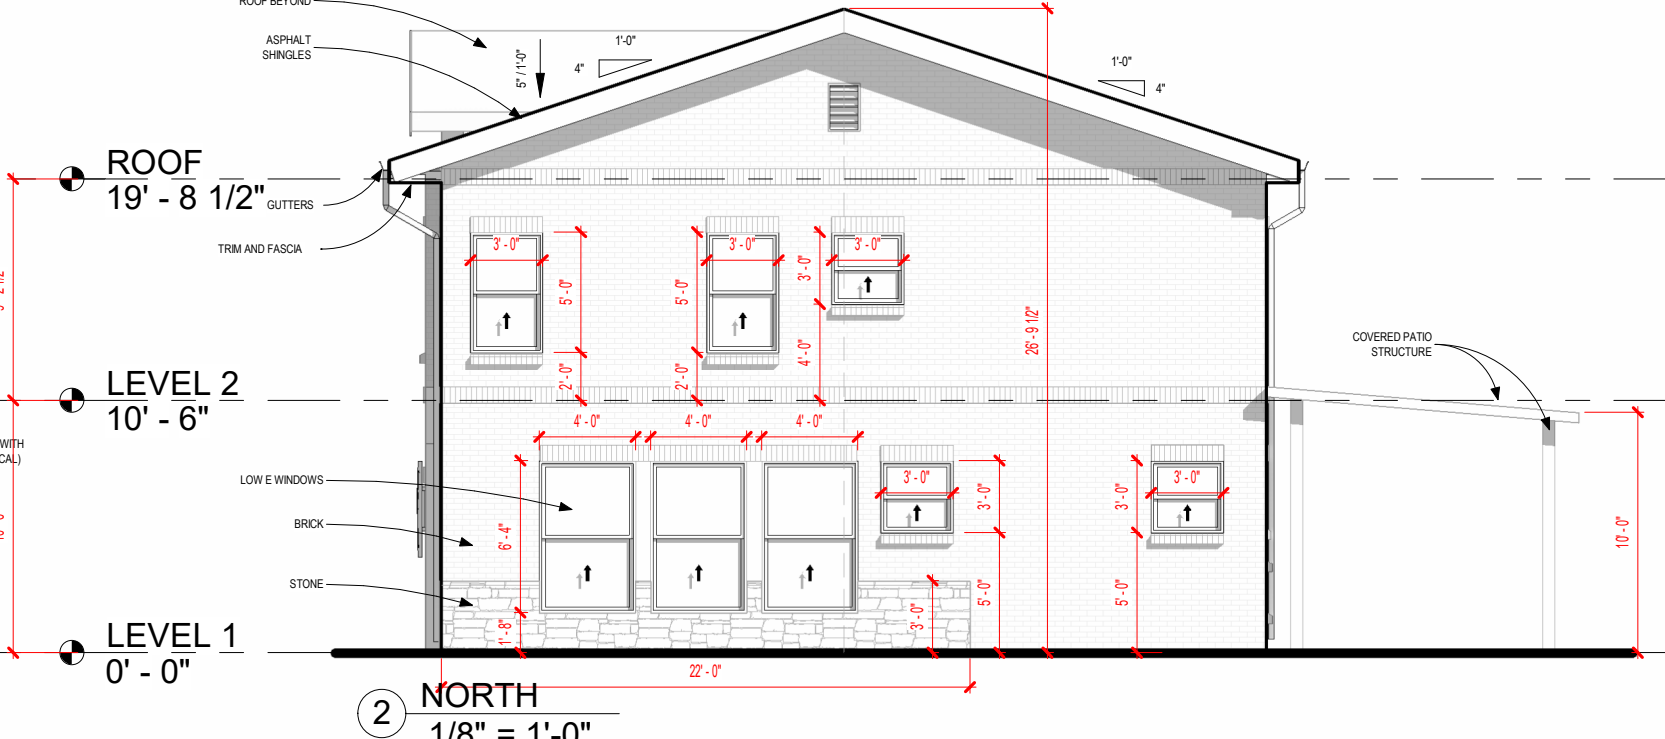 ROOF BEYOND
ASPHALT
SHINGLES
5" / 1'-0"
1'-0"
4"
1'-0"
4"
ROOF
19' - 8 1/2"
GUTTERS
TRIM AND FASCIA
3' - 0"
3' - 0"
3' - 0"
5' - 0"
5' - 0"
3' - 0"
2' - 0"
2' - 0"
4' - 0"
26' - 9 1/2"
COVERED PATIO
STRUCTURE
LEVEL 2
10' - 6"
4' - 0"
4' - 0"
4' - 0"
WITH
LOW E WINDOWS
BRICK
STONE
6' - 4"
1' - 8"
3' - 0"
3' - 0"
3' - 0"
5' - 0"
3' - 0"
3' - 0"
5' - 0"
10' - 0"
LEVEL 1
0' - 0"
22' - 0"
2
NORTH
1/8" = 1'-0"